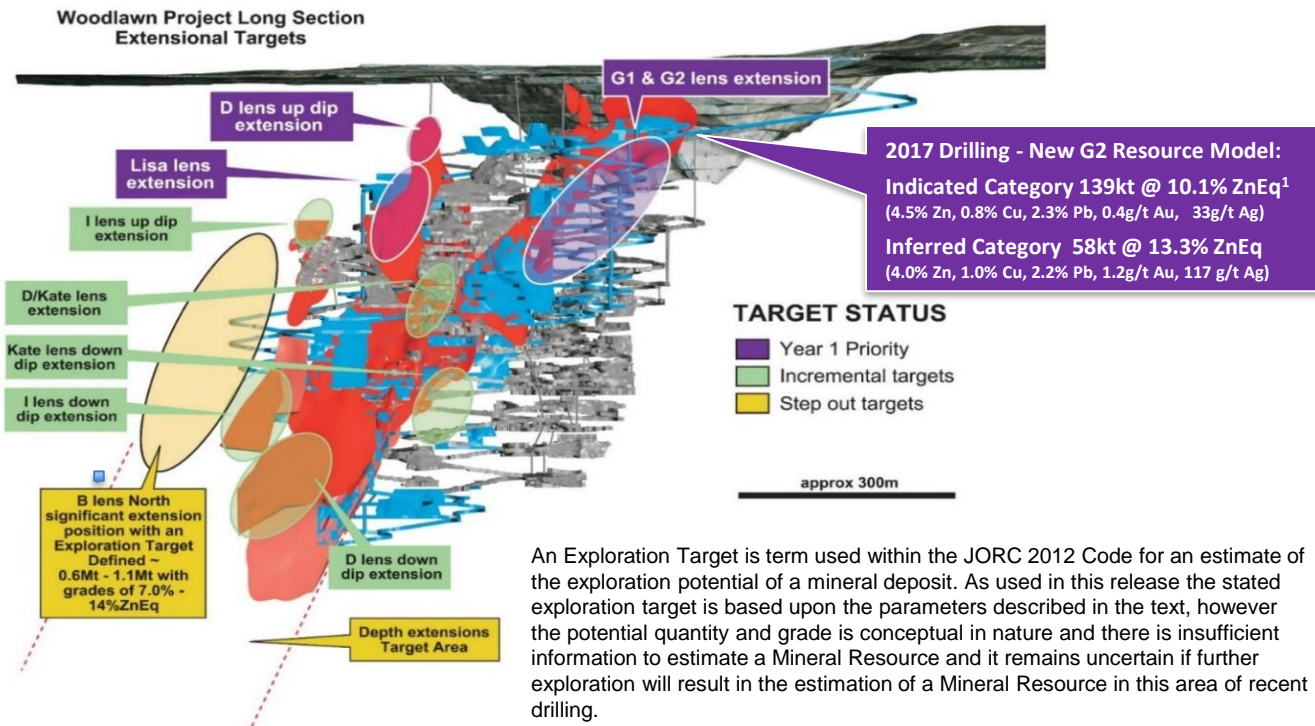 Woodlawn Project Long Section
Extensional Targets
G1 & G2 lens extension
D lens up dip
extension
Lisa lens
extension
I lens up dip
extension
D/Kate lens
extension
Kate lens down
dip extension
I lens down
dip extension
B lens North
significant extension
position with an
Exploration Target
Defined ~
0.6Mt - 1.1Mt with
grades of 7.0% -
14%ZnEq
D lens down
dip extension
Depth extensions
Target Area
2017 Drilling - New G2 Resource Model:
Indicated Category 139kt @ 10.1% ZnEq¹
(4.5% Zn, 0.8% Cu, 2.3% Pb, 0.4g/t Au, 33g/t Ag)
Inferred Category 58kt @ 13.3% ZnEq
(4.0% Zn, 1.0% Cu, 2.2% Pb, 1.2g/t Au, 117 g/t Ag)
TARGET STATUS
Year 1 Priority
Incremental targets
Step out targets
approx 300m
An Exploration Target is term used within the JORC 2012 Code for an estimate of
the exploration potential of a mineral deposit. As used in this release the stated
exploration target is based upon the parameters described in the text, however
the potential quantity and grade is conceptual in nature and there is insufficient
information to estimate a Mineral Resource and it remains uncertain if further
exploration will result in the estimation of a Mineral Resource in this area of recent
drilling.